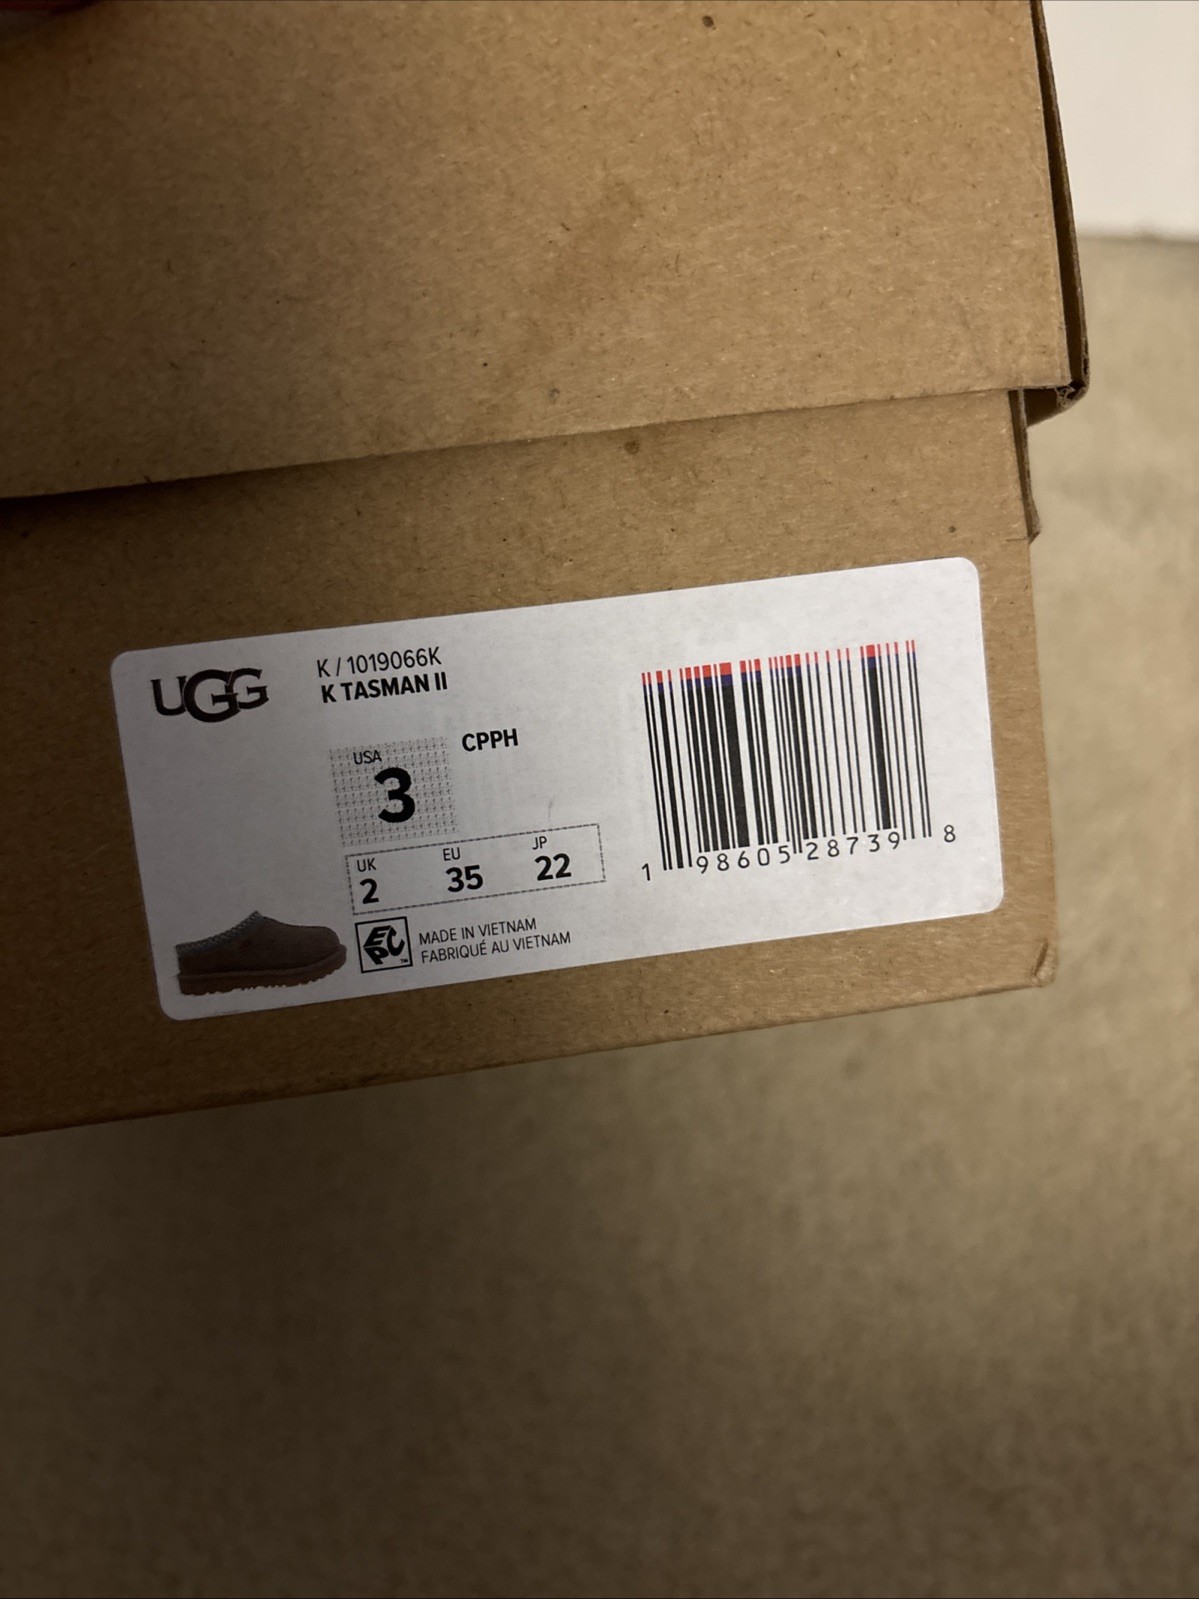 UGG
K / 1019066K
K TASMAN II
CPPH
USA
3
UK
2
EU
35
JP
22
EPC™
MADE IN VIETNAM
FABRIQUÉ AU VIETNAM
1 98605 28739 8